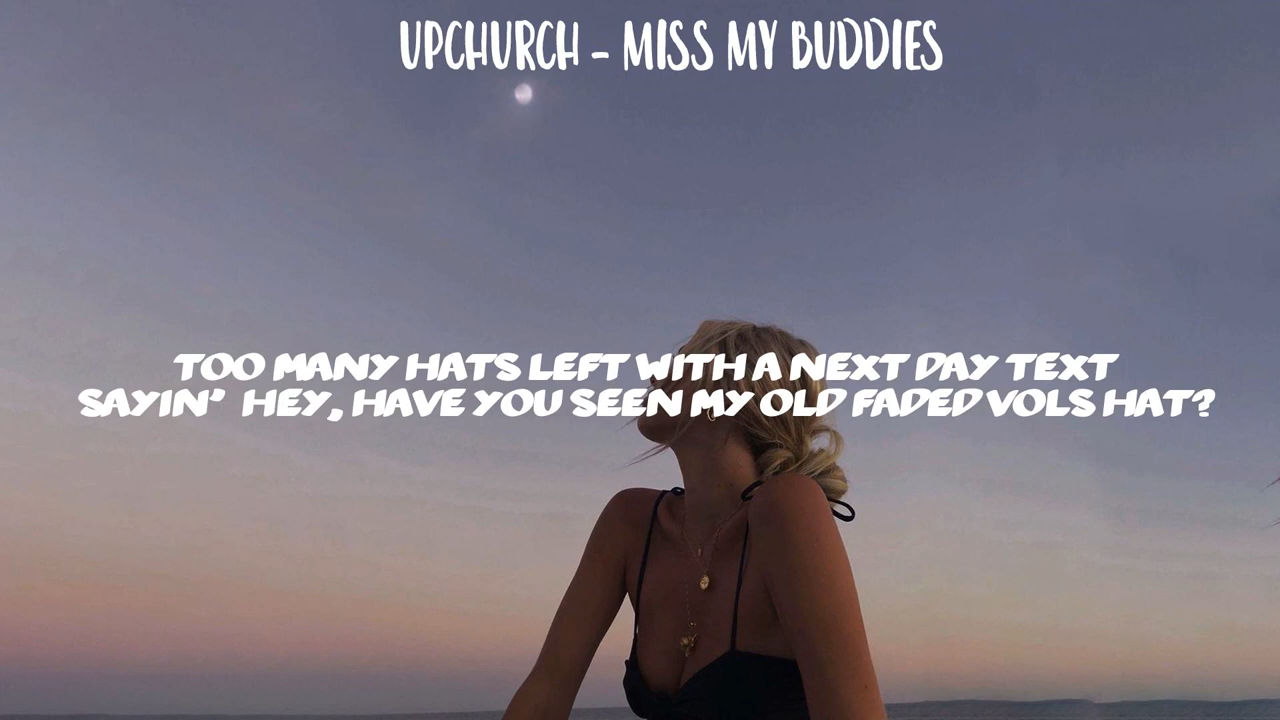 UPCHURCH - MISS MY BUDDIES
TOO MANY HATS LEFT WITH A NEXT DAY TEXT
SAYIN' HEY, HAVE YOU SEEN MY OLD FADED VOLS HAT?